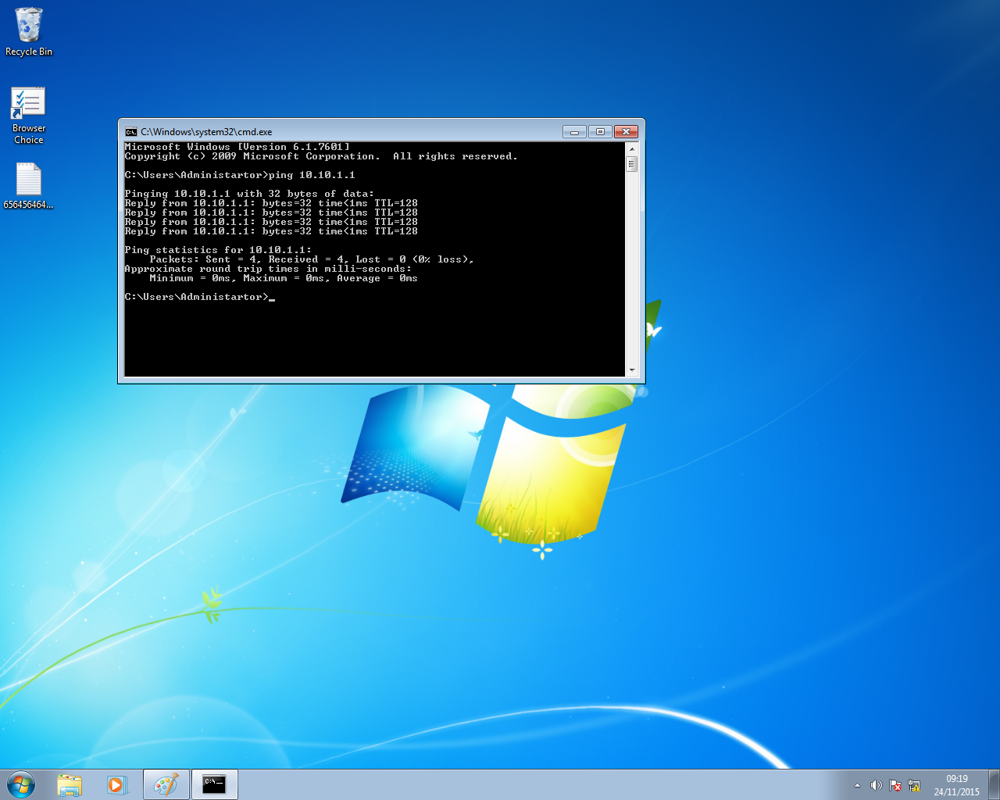 Recycle Bin
Browser
Choice
656456464...
C:\Windows\system32\cmd.exe
Microsoft Windows [Version 6.1.7601]
Copyright (c) 2009 Microsoft Corporation.  All rights reserved.
C:\Users\Administartor>ping 10.10.1.1
Pinging 10.10.1.1 with 32 bytes of data:
Reply from 10.10.1.1: bytes=32 time<1ms TTL=128
Reply from 10.10.1.1: bytes=32 time<1ms TTL=128
Reply from 10.10.1.1: bytes=32 time<1ms TTL=128
Reply from 10.10.1.1: bytes=32 time<1ms TTL=128
Ping statistics for 10.10.1.1:
    Packets: Sent = 4, Received = 4, Lost = 0 (0% loss),
Approximate round trip times in milli-seconds:
    Minimum = 0ms, Maximum = 0ms, Average = 0ms
C:\Users\Administartor>_
C:\_
09:19
24/11/2015